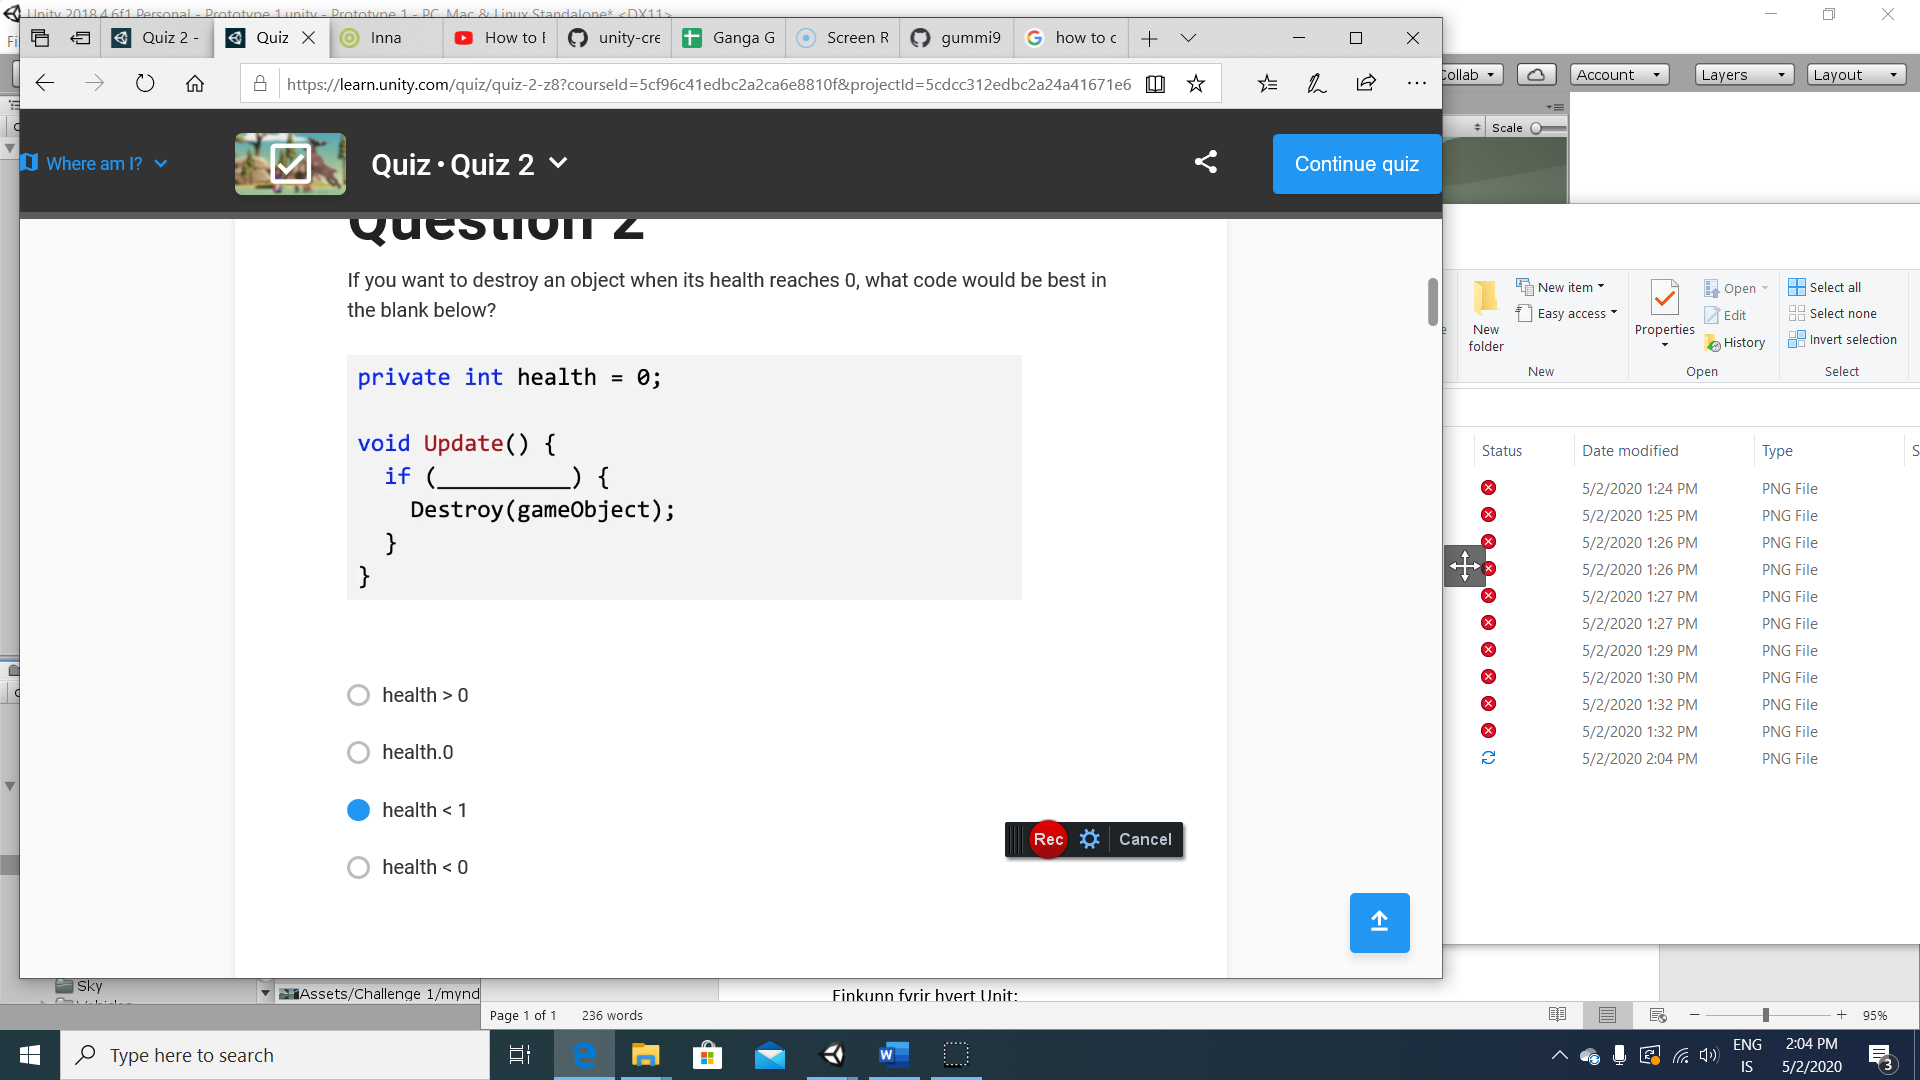 Unity 2018.4.6f1 Personal - Prototype 1.unity - Prototype 1 - PC, Mac & Linux Standalone* <DX11>
Quiz 2 -
Quiz
Inna
How to
unity-cre
Ganga G
Screen R
gummi9
how to c
https://learn.unity.com/quiz/quiz-2-z8?courseId=5cf96c41edbc2a2ca6e8810f&projectId=5cdcc312edbc2a24a41671e6
Collab
Account
Layers
Layout
Scale
Where am I?
Quiz · Quiz 2
Continue quiz
Question 2
If you want to destroy an object when its health reaches 0, what code would be best in
the blank below?
private int health = 0;
void Update() {
if (__________) {
Destroy(gameObject);
}
}
health > 0
health.0
health < 1
health < 0
Rec
Cancel
New
folder
New item
Easy access
New
Properties
Open
Edit
History
Open
Select all
Select none
Invert selection
Select
Status
Date modified
Type
5/2/2020 1:24 PM
PNG File
5/2/2020 1:25 PM
PNG File
5/2/2020 1:26 PM
PNG File
5/2/2020 1:26 PM
PNG File
5/2/2020 1:27 PM
PNG File
5/2/2020 1:27 PM
PNG File
5/2/2020 1:29 PM
PNG File
5/2/2020 1:30 PM
PNG File
5/2/2020 1:32 PM
PNG File
5/2/2020 1:32 PM
PNG File
5/2/2020 2:04 PM
PNG File
Sky
Vehicles
Assets/Challenge 1/mynd
Einkunn fyrir hvert Unit:
Page 1 of 1
236 words
95%
Type here to search
ENG
IS
2:04 PM
5/2/2020
3